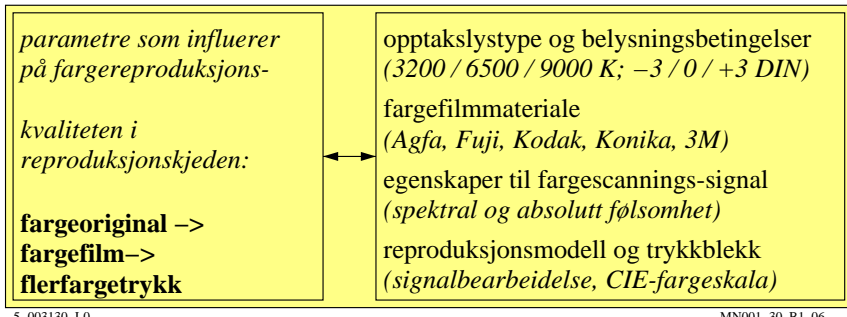 parametre som influerer
på fargereproduksjons-
kvaliteten i
reproduksjonskjeden:
fargeoriginal −>
fargefilm−>
flerfargetrykk
opptakslystype og belysningsbetingelser
(3200 / 6500 / 9000 K; −3 / 0 / +3 DIN)
fargefilmmateriale
(Agfa, Fuji, Kodak, Konika, 3M)
egenskaper til fargescannings-signal
(spektral og absolutt følsomhet)
reproduksjonsmodell og trykkblekk
(signalbearbeidelse, CIE-fargeskala)
5_003130_L0
MN001_30_B1_06